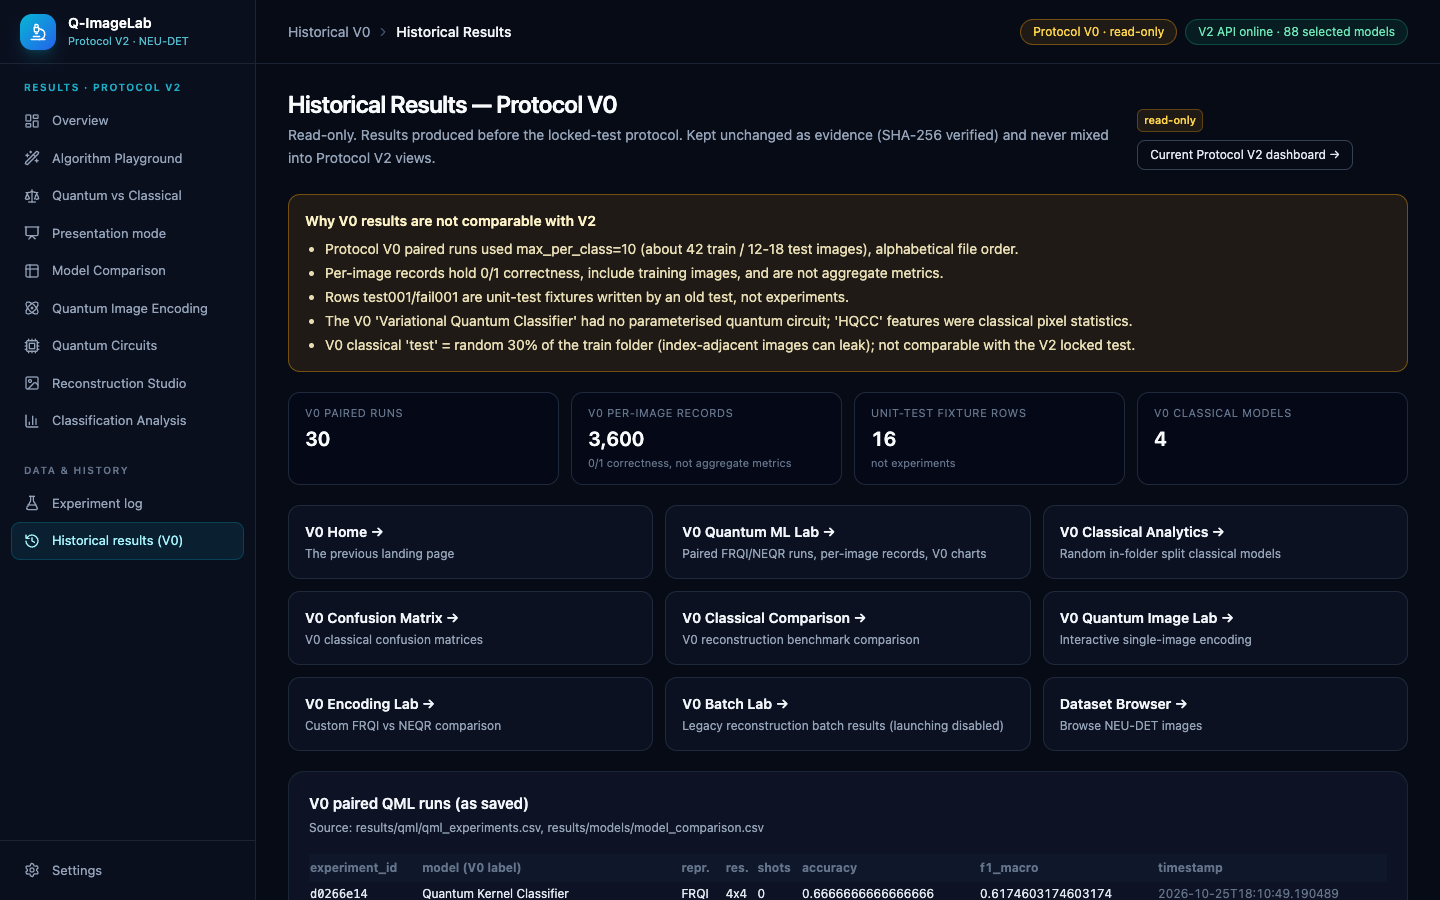 Q-ImageLab
Protocol V2 · NEU-DET
Historical V0 > Historical Results
Protocol V0 · read-only
V2 API online · 88 selected models
RESULTS · PROTOCOL V2
Overview
Algorithm Playground
Quantum vs Classical
Presentation mode
Model Comparison
Quantum Image Encoding
Quantum Circuits
Reconstruction Studio
Classification Analysis
DATA & HISTORY
Experiment log
Historical results (V0)
Settings
Historical Results — Protocol V0
Read-only. Results produced before the locked-test protocol. Kept unchanged as evidence (SHA-256 verified) and never mixed
into Protocol V2 views.
read-only
Current Protocol V2 dashboard →
Why V0 results are not comparable with V2
• Protocol V0 paired runs used max_per_class=10 (about 42 train / 12-18 test images), alphabetical file order.
• Per-image records hold 0/1 correctness, include training images, and are not aggregate metrics.
• Rows test001/fail001 are unit-test fixtures written by an old test, not experiments.
• The V0 'Variational Quantum Classifier' had no parameterised quantum circuit; 'HQCC' features were classical pixel statistics.
• V0 classical 'test' = random 30% of the train folder (index-adjacent images can leak); not comparable with the V2 locked test.
V0 PAIRED RUNS
30
V0 PER-IMAGE RECORDS
3,600
0/1 correctness, not aggregate metrics
UNIT-TEST FIXTURE ROWS
16
not experiments
V0 CLASSICAL MODELS
4
V0 Home →
The previous landing page
V0 Quantum ML Lab →
Paired FRQI/NEQR runs, per-image records, V0 charts
V0 Classical Analytics →
Random in-folder split classical models
V0 Confusion Matrix →
V0 classical confusion matrices
V0 Classical Comparison →
V0 reconstruction benchmark comparison
V0 Quantum Image Lab →
Interactive single-image encoding
V0 Encoding Lab →
Custom FRQI vs NEQR comparison
V0 Batch Lab →
Legacy reconstruction batch results (launching disabled)
Dataset Browser →
Browse NEU-DET images
V0 paired QML runs (as saved)
Source: results/qml/qml_experiments.csv, results/models/model_comparison.csv
experiment_id model (V0 label) repr. res. shots accuracy f1_macro timestamp
d0266e14 Quantum Kernel Classifier FRQI 4x4 0 0.6666666666666666 0.6174603174603174 2026-10-25T18:10:49.190489